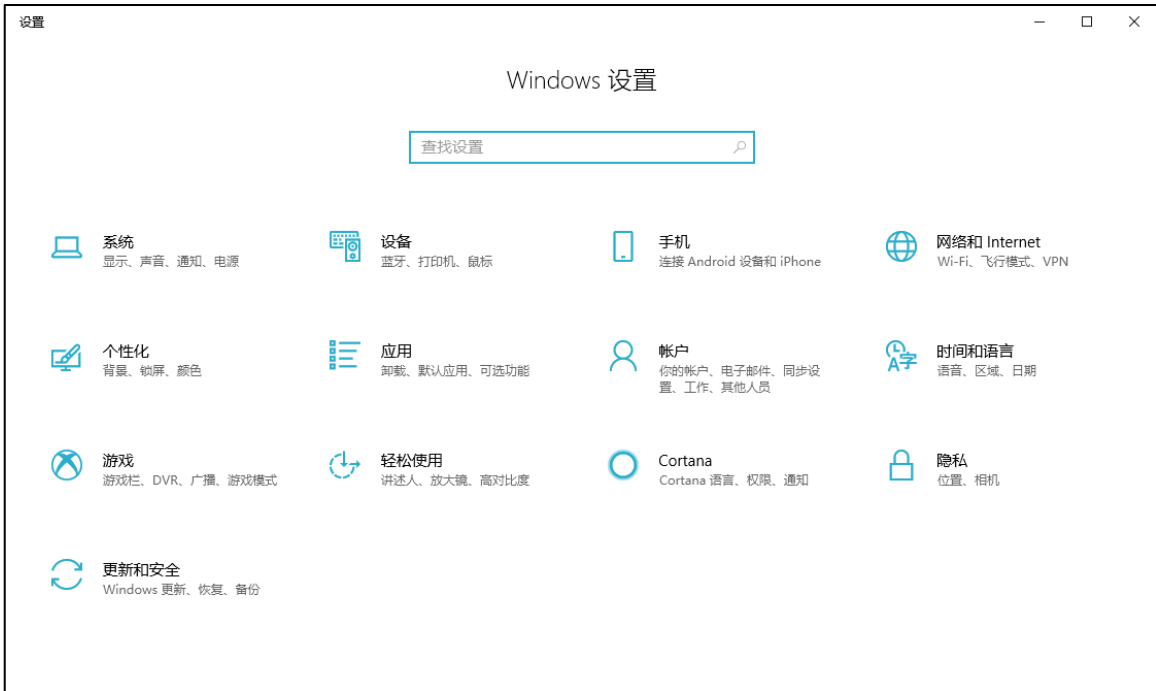 设置
Windows 设置
查找设置
系统
显示、声音、通知、电源
设备
蓝牙、打印机、鼠标
手机
连接 Android 设备和 iPhone
网络和 Internet
Wi-Fi、飞行模式、VPN
个性化
背景、锁屏、颜色
应用
卸载、默认应用、可选功能
帐户
你的帐户、电子邮件、同步设
置、工作、其他人员
时间和语言
语音、区域、日期
游戏
游戏栏、DVR、广播、游戏模式
轻松使用
讲述人、放大镜、高对比度
Cortana
Cortana 语言、权限、通知
隐私
位置、相机
更新和安全
Windows 更新、恢复、备份